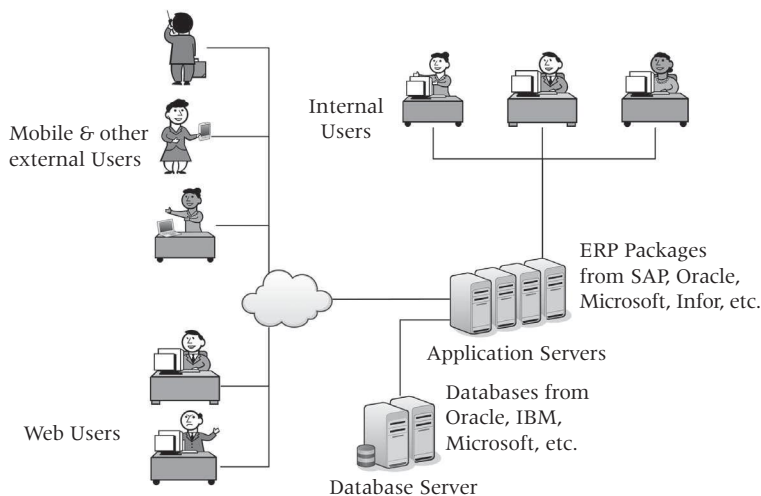 Mobile & other
external Users
Internal
Users
ERP Packages
from SAP, Oracle,
Microsoft, Infor, etc.
Application Servers
Databases from
Oracle, IBM,
Microsoft, etc.
Web Users
Database Server